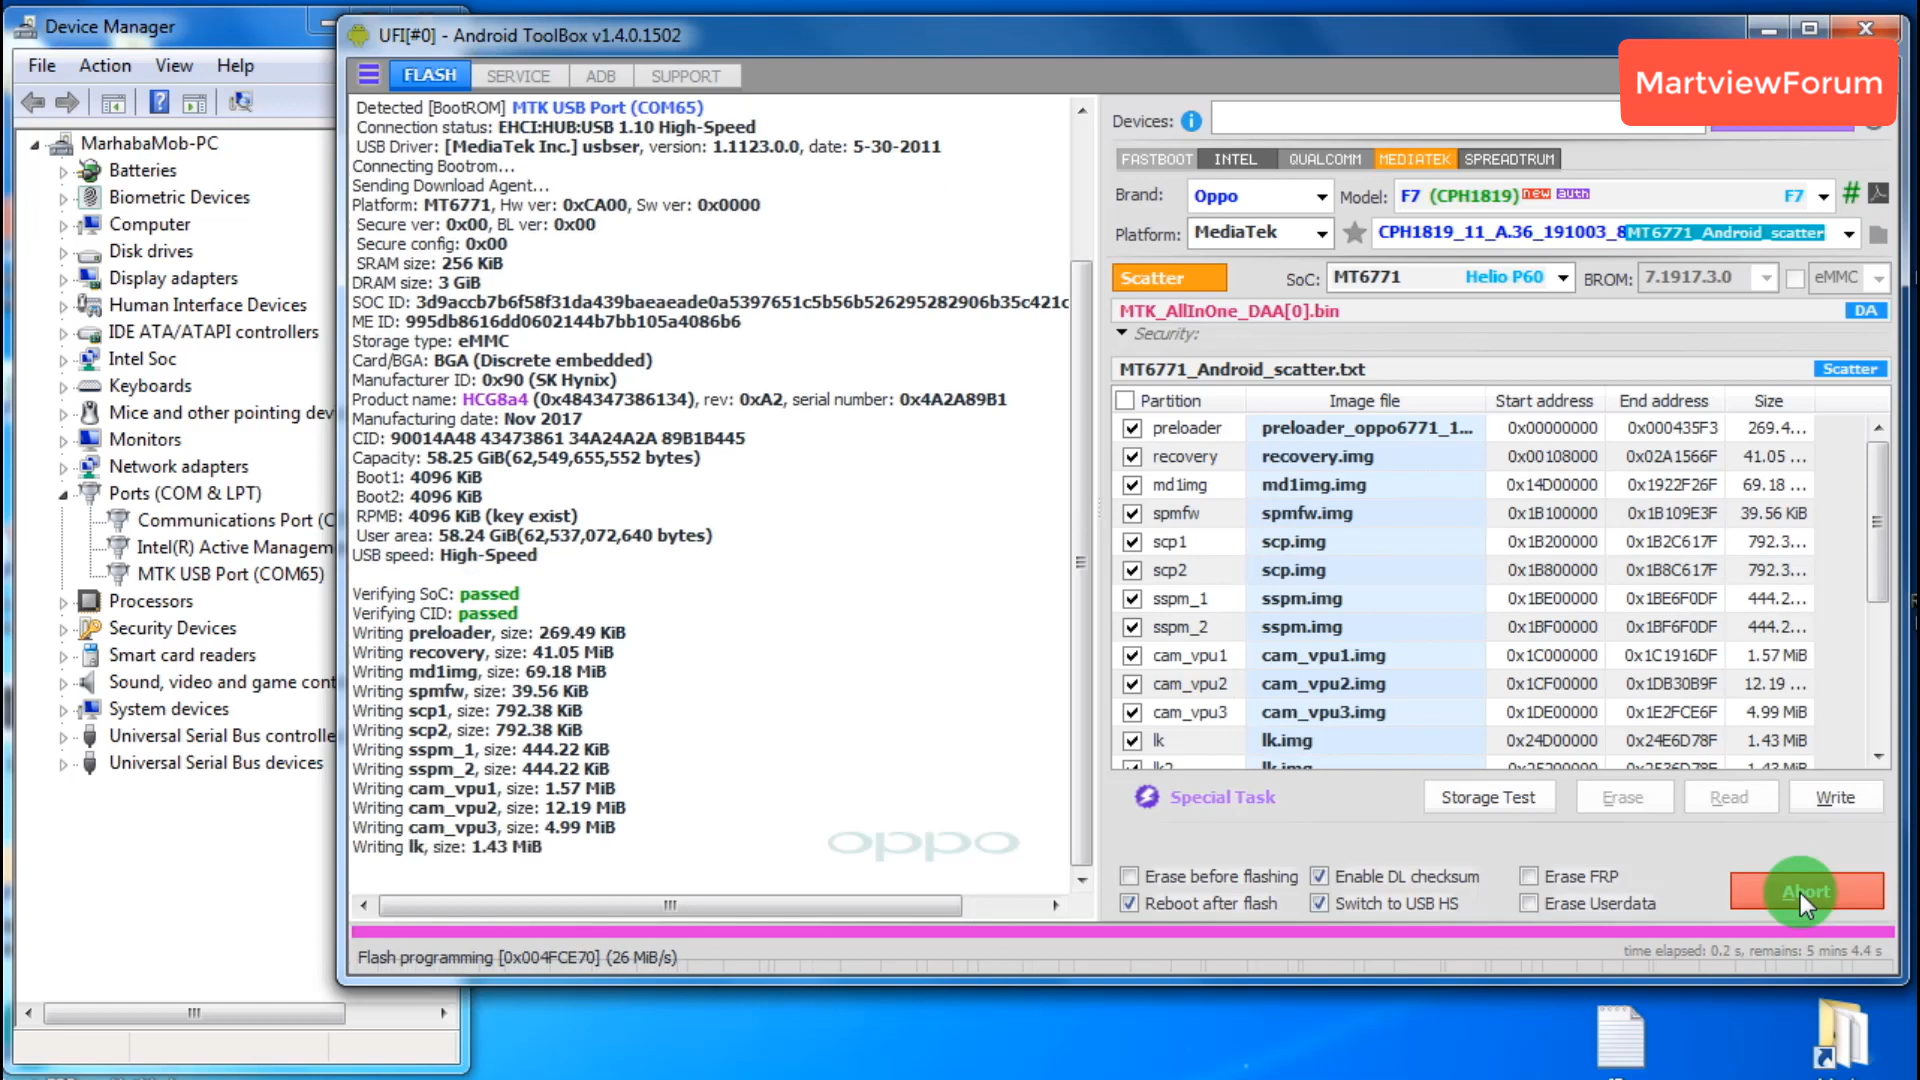 Device Manager
File Action View Help
MarhabaMob-PC
Batteries
Biometric Devices
Computer
Disk drives
Display adapters
Human Interface Devices
IDE ATA/ATAPI controllers
Intel Soc
Keyboards
Mice and other pointing dev
Monitors
Network adapters
Ports (COM & LPT)
Communications Port (C
Intel(R) Active Managem
MTK USB Port (COM65)
Processors
Security Devices
Smart card readers
Sound, video and game cont
System devices
Universal Serial Bus controlle
Universal Serial Bus devices
UFI[#0] - Android ToolBox v1.4.0.1502
FLASH SERVICE ADB SUPPORT
Detected [BootROM] MTK USB Port (COM65)
Connection status: EHCI:HUB:USB 1.10 High-Speed
USB Driver: [MediaTek Inc.] usbser, version: 1.1123.0.0, date: 5-30-2011
Connecting Bootrom...
Sending Download Agent...
Platform: MT6771, Hw ver: 0xCA00, Sw ver: 0x0000
Secure ver: 0x00, BL ver: 0x00
Secure config: 0x00
SRAM size: 256 KiB
DRAM size: 3 GiB
SOC ID: 3d9accb7b6f58f31da439baeaeade0a5397651c5b56b526295282906b35c421c
ME ID: 995db8616dd0602144b7bb105a4086b6
Storage type: eMMC
Card/BGA: BGA (Discrete embedded)
Manufacturer ID: 0x90 (SK Hynix)
Product name: HCG8a4 (0x484347386134), rev: 0xA2, serial number: 0x4A2A89B1
Manufacturing date: Nov 2017
CID: 90014A48 43473861 34A24A2A 89B1B445
Capacity: 58.25 GiB(62,549,655,552 bytes)
Boot1: 4096 KiB
Boot2: 4096 KiB
RPMB: 4096 KiB (key exist)
User area: 58.24 GiB(62,537,072,640 bytes)
USB speed: High-Speed
Verifying SoC: passed
Verifying CID: passed
Writing preloader, size: 269.49 KiB
Writing recovery, size: 41.05 MiB
Writing md1img, size: 69.18 MiB
Writing spmfw, size: 39.56 KiB
Writing scp1, size: 792.38 KiB
Writing scp2, size: 792.38 KiB
Writing sspm_1, size: 444.22 KiB
Writing sspm_2, size: 444.22 KiB
Writing cam_vpu1, size: 1.57 MiB
Writing cam_vpu2, size: 12.19 MiB
Writing cam_vpu3, size: 4.99 MiB
Writing lk, size: 1.43 MiB
oppo
MartviewForum
Devices:
FASTBOOT INTEL QUALCOMM MEDIATEK SPREADTRUM
Brand: Oppo Model: F7 (CPH1819) new auth F7 #
Platform: MediaTek CPH1819_11_A.36_191003_8 MT6771_Android_scatter
Scatter SoC: MT6771 Helio P60 BROM: 7.1917.3.0 eMMC
MTK_AllInOne_DAA[0].bin DA
Security:
MT6771_Android_scatter.txt Scatter
Partition Image file Start address End address Size
preloader preloader_oppo6771_1... 0x00000000 0x000435F3 269.4...
recovery recovery.img 0x00108000 0x02A1566F 41.05 ...
md1img md1img.img 0x14D00000 0x1922F26F 69.18 ...
spmfw spmfw.img 0x1B100000 0x1B109E3F 39.56 KiB
scp1 scp.img 0x1B200000 0x1B2C617F 792.3...
scp2 scp.img 0x1B800000 0x1B8C617F 792.3...
sspm_1 sspm.img 0x1BE00000 0x1BE6F0DF 444.2...
sspm_2 sspm.img 0x1BF00000 0x1BF6F0DF 444.2...
cam_vpu1 cam_vpu1.img 0x1C000000 0x1C1916DF 1.57 MiB
cam_vpu2 cam_vpu2.img 0x1CF00000 0x1DB30B9F 12.19 ...
cam_vpu3 cam_vpu3.img 0x1DE00000 0x1E2FCE6F 4.99 MiB
lk lk.img 0x24D00000 0x24E6D78F 1.43 MiB
lk2 lk.img 0x25200000 0x2536D78F 1.43 MiB
Special Task Storage Test Erase Read Write
Erase before flashing Enable DL checksum Erase FRP
Abort
Reboot after flash Switch to USB HS Erase Userdata
Flash programming [0x004FCE70] (26 MiB/s)
time elapsed: 0.2 s, remains: 5 mins 4.4 s